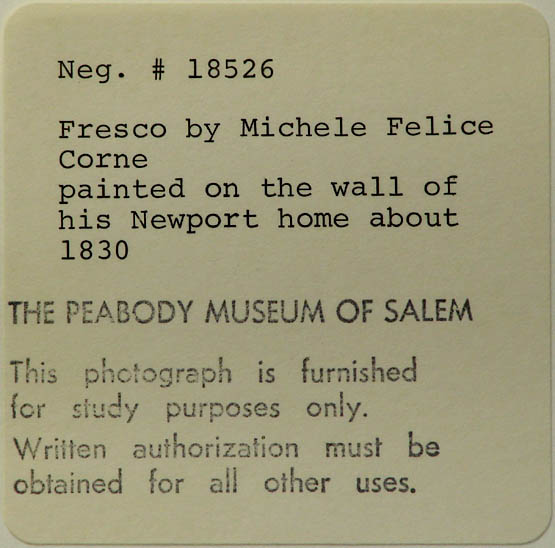 Neg. # 18526
Fresco by Michele Felice
Corne
painted on the wall of
his Newport home about
1830
THE PEABODY MUSEUM OF SALEM
This photograph is furnished
for study purposes only.
Written authorization must be
obtained for all other uses.